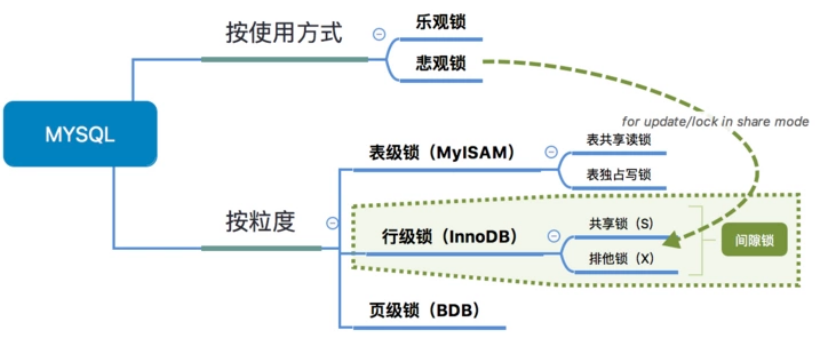 MYSQL
按使用方式
乐观锁
悲观锁
for update/lock in share mode
按粒度
表级锁（MyISAM）
表共享读锁
表独占写锁
行级锁（InnoDB）
共享锁（S）
排他锁（X）
间隙锁
页级锁（BDB）